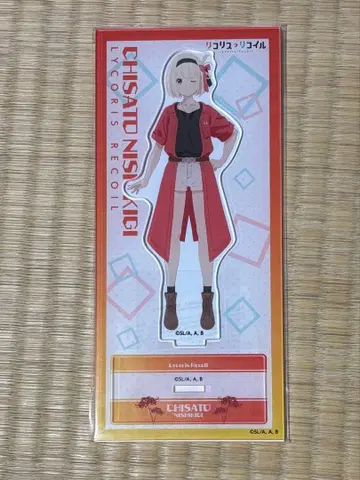 リコリス・リコイル
CHISATO NISHIKIGI
LYCORIS RECOIL
©SL/A, A, B
Lycoris Recoil
©SL/A, A, B
CHISATO
NISHIKIGI
©SL/A, A, B